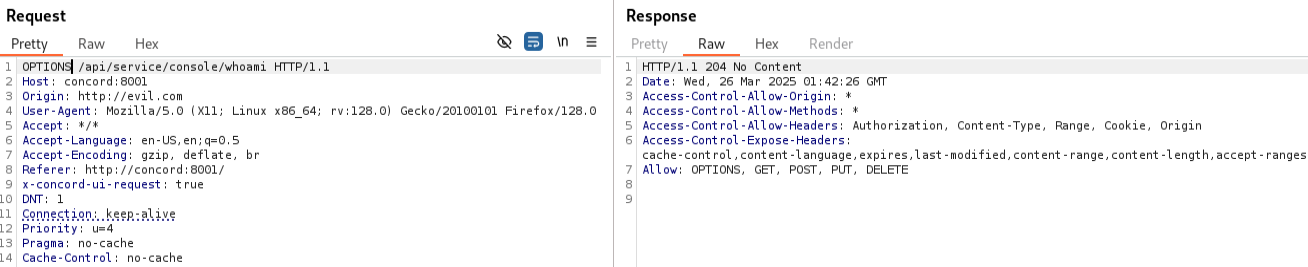 Request
Pretty Raw Hex
\n
1 OPTIONS /api/service/console/whoami HTTP/1.1
2 Host: concord:8001
3 Origin: http://evil.com
4 User-Agent: Mozilla/5.0 (X11; Linux x86_64; rv:128.0) Gecko/20100101 Firefox/128.0
5 Accept: */*
6 Accept-Language: en-US,en;q=0.5
7 Accept-Encoding: gzip, deflate, br
8 Referer: http://concord:8001/
9 x-concord-ui-request: true
10 DNT: 1
11 Connection: keep-alive
12 Priority: u=4
13 Pragma: no-cache
14 Cache-Control: no-cache
Response
Pretty Raw Hex Render
1 HTTP/1.1 204 No Content
2 Date: Wed, 26 Mar 2025 01:42:26 GMT
3 Access-Control-Allow-Origin: *
4 Access-Control-Allow-Methods: *
5 Access-Control-Allow-Headers: Authorization, Content-Type, Range, Cookie, Origin
6 Access-Control-Expose-Headers:
cache-control,content-language,expires,last-modified,content-range,content-length,accept-ranges
7 Allow: OPTIONS, GET, POST, PUT, DELETE
8
9